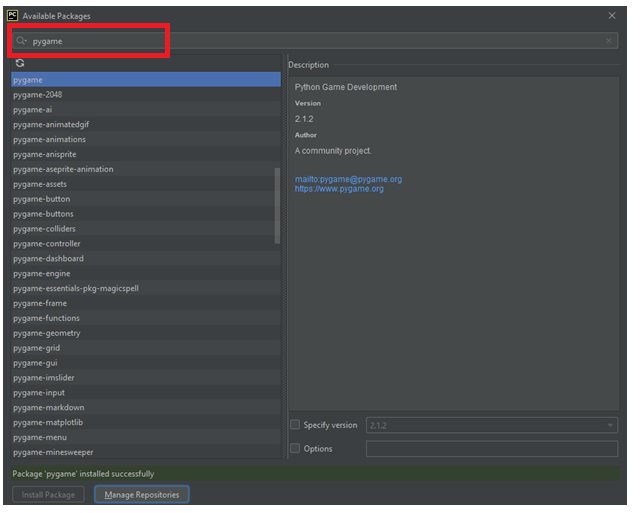 PC Available Packages
pygame
pygame
pygame-2048
pygame-ai
pygame-animatedgif
pygame-animations
pygame-anisprite
pygame-aseprite-animation
pygame-assets
pygame-button
pygame-buttons
pygame-colliders
pygame-controller
pygame-dashboard
pygame-engine
pygame-essentials-pkg-magicspell
pygame-frame
pygame-functions
pygame-geometry
pygame-grid
pygame-gui
pygame-imslider
pygame-input
pygame-markdown
pygame-matplotlib
pygame-menu
pygame-minesweeper
Description
Python Game Development
Version
2.1.2
Author
A community project.
mailto:pygame@pygame.org
https://www.pygame.org
Specify version 2.1.2
Options
Package 'pygame' installed successfully
Install Package Manage Repositories